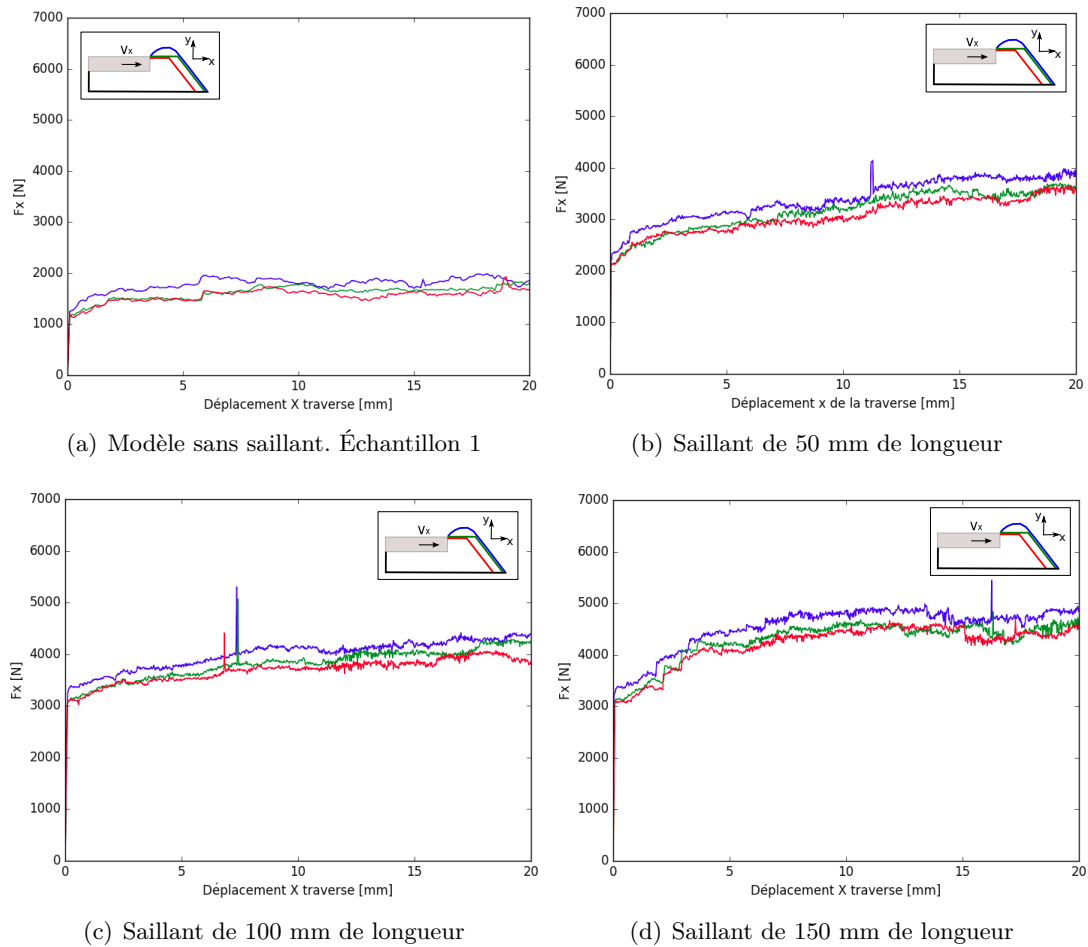 7000
6000
5000
4000
3000
2000
1000
0
Fx [N]
Vx
y
x
0 5 10 15 20
Déplacement X traverse [mm]
(a) Modèle sans saillant. Échantillon 1
7000
6000
5000
4000
3000
2000
1000
0
Fx [N]
Vx
y
x
0 5 10 15 20
Déplacement x de la traverse [mm]
(b) Saillant de 50 mm de longueur
7000
6000
5000
4000
3000
2000
1000
0
Fx [N]
Vx
y
x
0 5 10 15 20
Déplacement X traverse [mm]
(c) Saillant de 100 mm de longueur
7000
6000
5000
4000
3000
2000
1000
0
Fx [N]
Vx
y
x
0 5 10 15 20
Déplacement X traverse [mm]
(d) Saillant de 150 mm de longueur